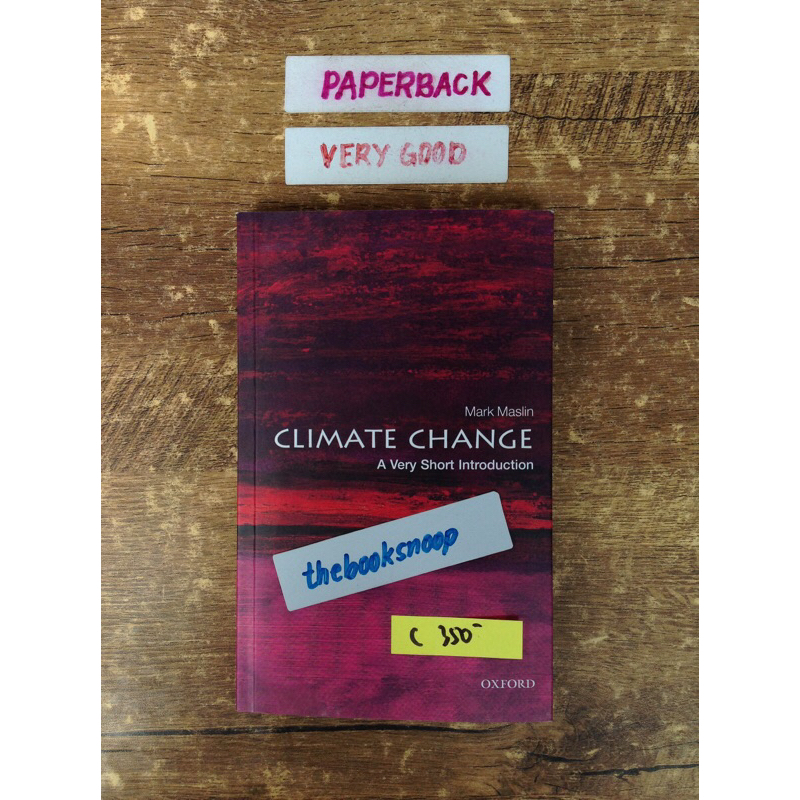 PAPERBACK
VERY GOOD
Mark Maslin
CLIMATE CHANGE
A Very Short Introduction
thebooksnoop
C 350-
OXFORD